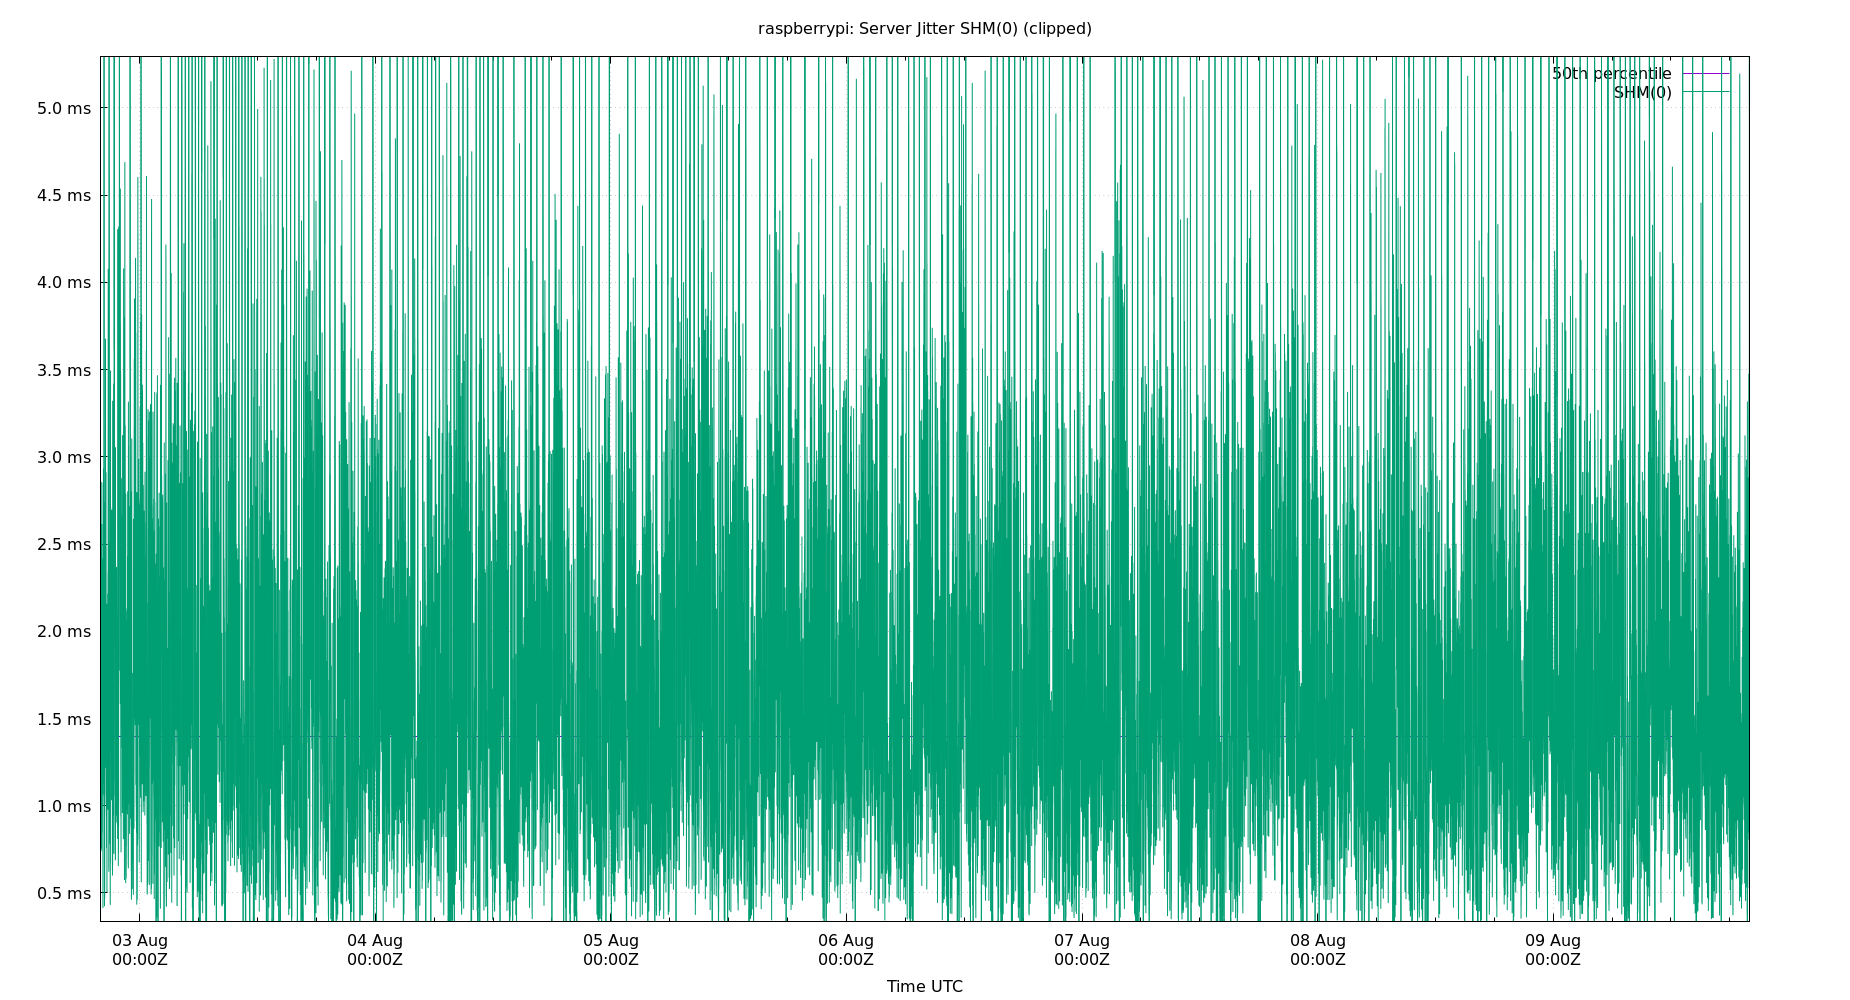 raspberrypi: Server Jitter SHM(0) (clipped)
50th percentile
SHM(0)
5.0 ms
4.5 ms
4.0 ms
3.5 ms
3.0 ms
2.5 ms
2.0 ms
1.5 ms
1.0 ms
0.5 ms
03 Aug 04 Aug 05 Aug 06 Aug 07 Aug 08 Aug 09 Aug
00:00Z 00:00Z 00:00Z 00:00Z 00:00Z 00:00Z 00:00Z
Time UTC